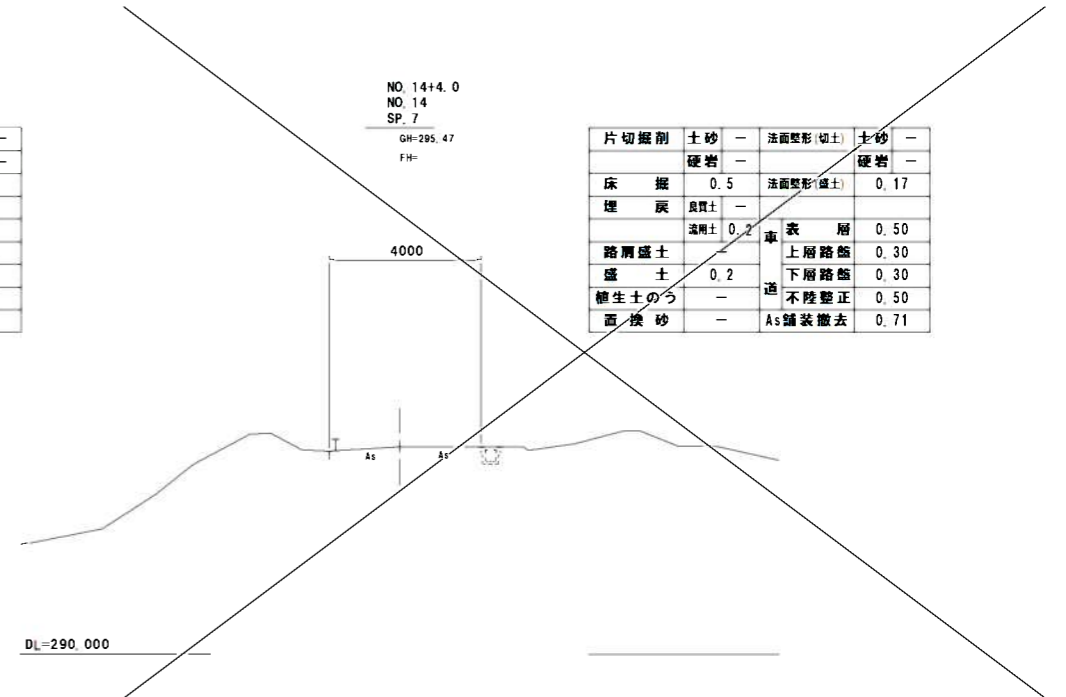 NO. 14+4. 0
NO. 14
SP. 7
GH=295. 47
FH=
片切掘削 土砂 － 法面整形(切土) 土砂 －
硬岩 － 硬岩 －
床 掘 0. 5 法面整形(盛土) 0. 17
埋 戻 良質土 －
流用土 0. 2 車道 表 層 0. 50
路肩盛土 － 上層路盤 0. 30
盛 土 0. 2 下層路盤 0. 30
植生土のう － 不陸整正 0. 50
置 換 砂 － As舗装撤去 0. 71
－
－
4000
As
As
DL=290. 000